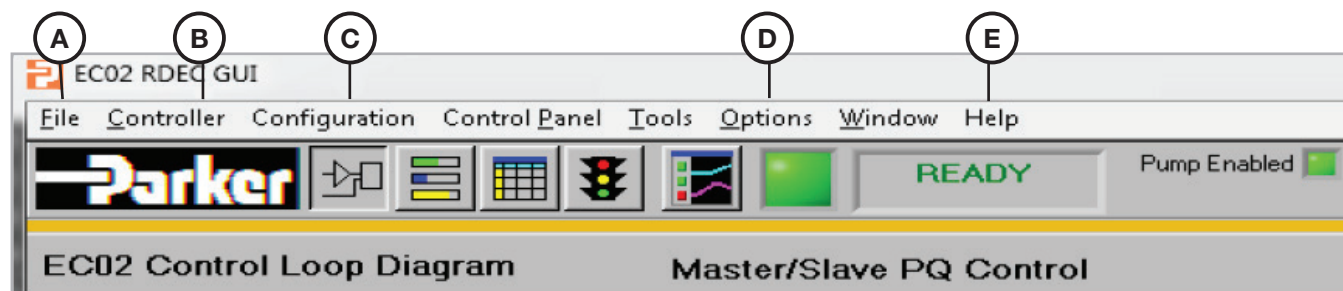 A B C D E
EC02 RDEC GUI
File Controller Configuration Control Panel Tools Options Window Help
Parker READY Pump Enabled
EC02 Control Loop Diagram Master/Slave PQ Control